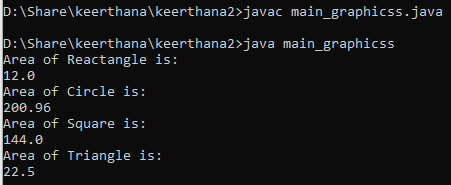 D:\Share\keerthana\keerthana2>javac main_graphicss.java
D:\Share\keerthana\keerthana2>java main_graphicss
Area of Reactangle is:
12.0
Area of Circle is:
200.96
Area of Square is:
144.0
Area of Triangle is:
22.5